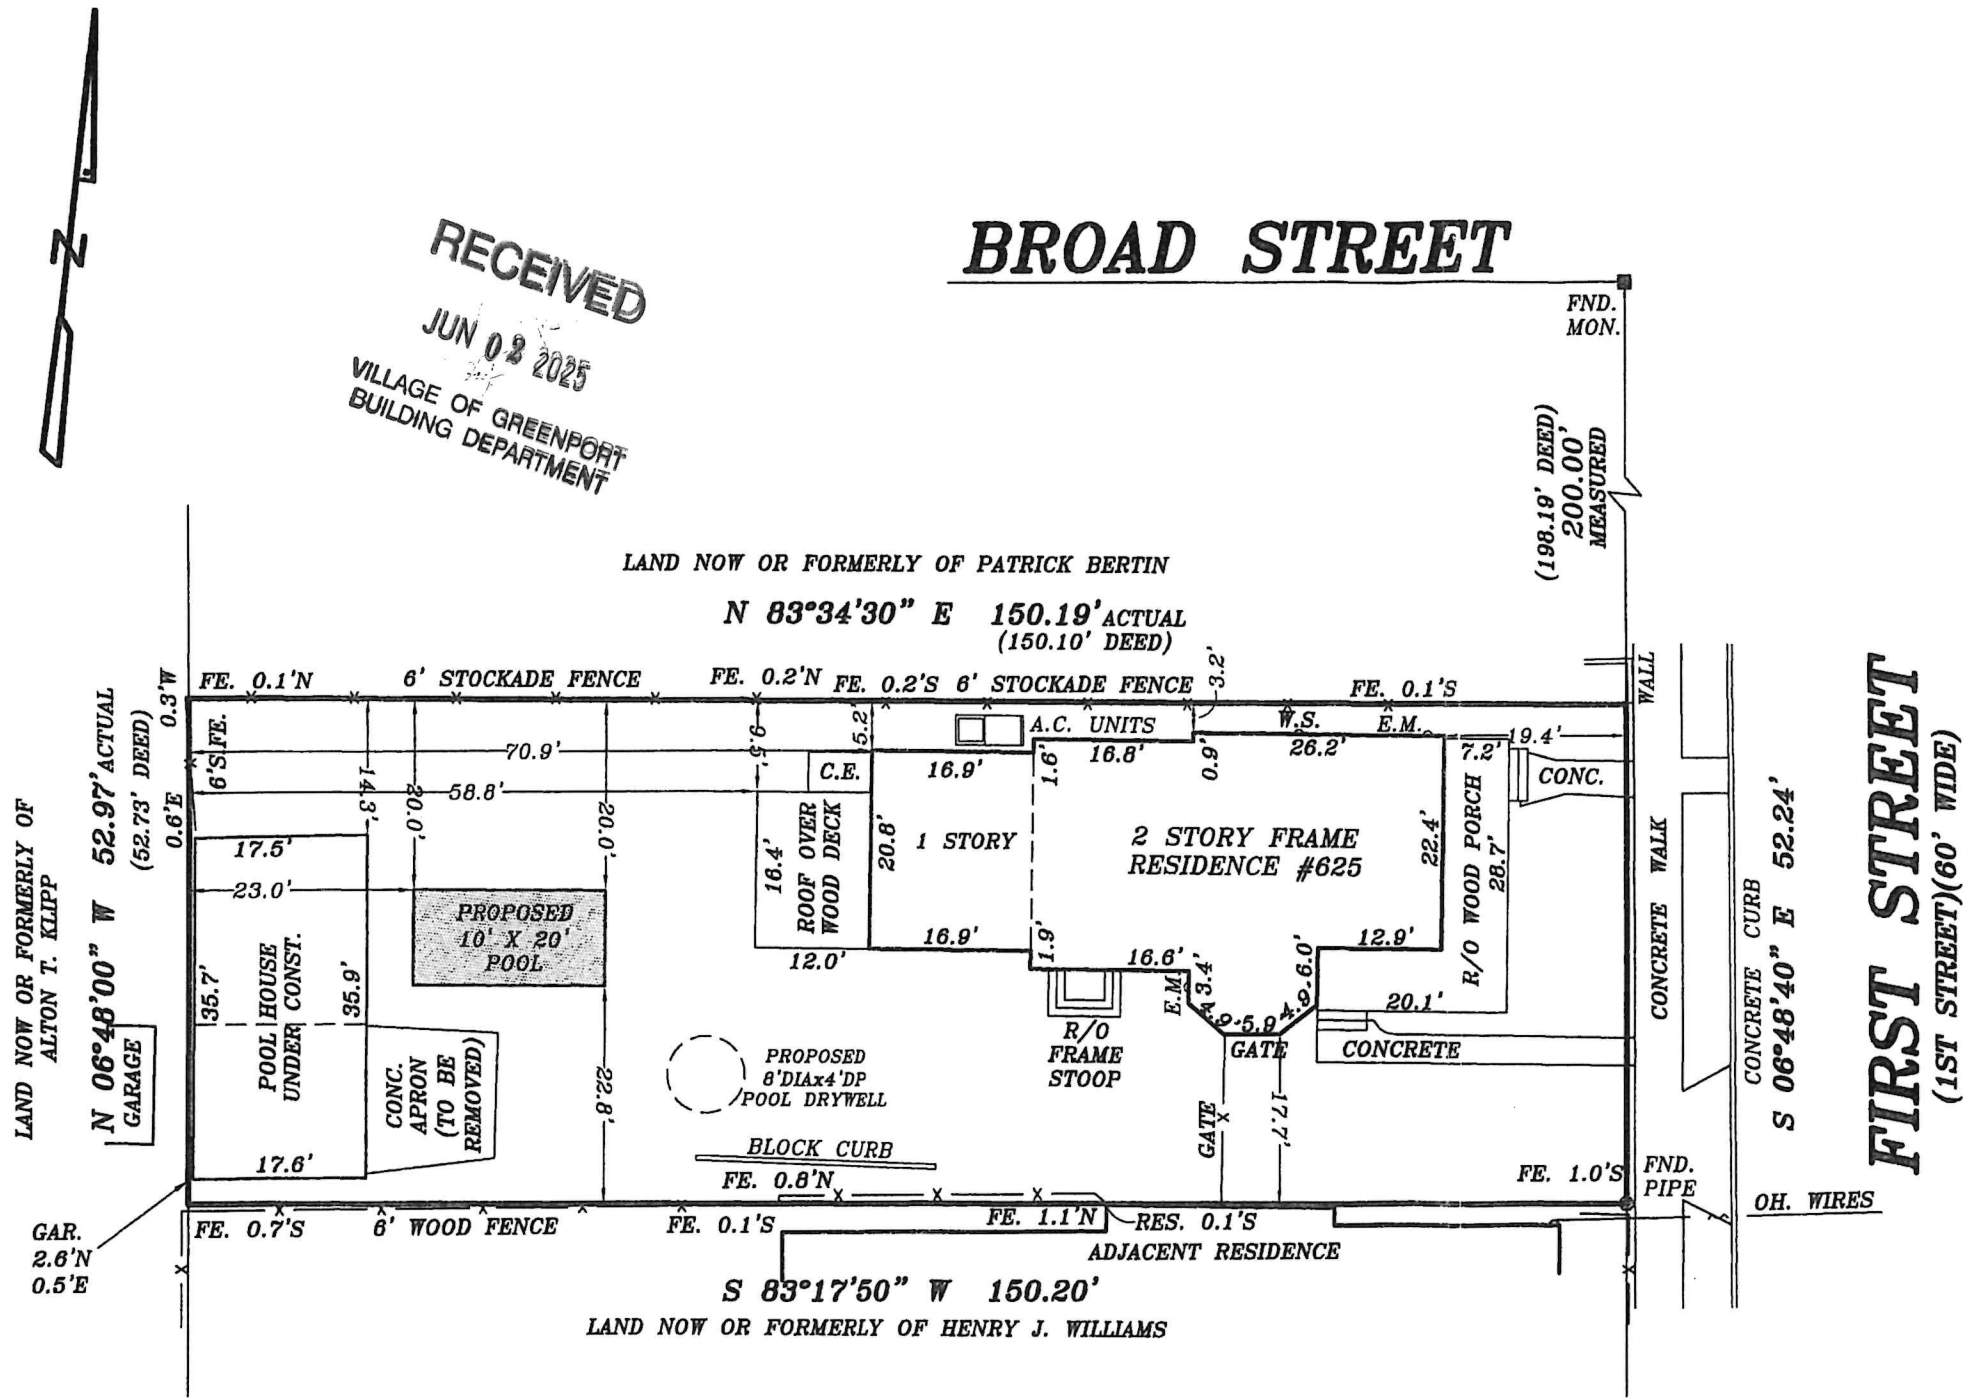 N
RECEIVED
JUN 02 2025
VILLAGE OF GREENPORT
BUILDING DEPARTMENT
BROAD STREET
FND.
MON.
(198.19' DEED)
200.00'
MEASURED
LAND NOW OR FORMERLY OF PATRICK BERTIN
N 83°34'30" E 150.19' ACTUAL
(150.10' DEED)
FE. 0.1'N
6' STOCKADE FENCE
FE. 0.2'N
FE. 0.2'S
6' STOCKADE FENCE
3.2'
FE. 0.1'S
WALL
0.3'W
6'S.FE.
0.6'E
LAND NOW OR FORMERLY OF
ALTON T. KLIPP
N 06°48'00" W 52.97' ACTUAL
(52.73' DEED)
GARAGE
70.9'
58.8'
14.3'
20.0'
20.0'
9.5'
5.2'
A.C. UNITS
W.S.
E.M.
19.4'
C.E.
16.9'
1.6'
16.8'
0.9'
26.2'
7.2'
CONC.
17.5'
23.0'
PROPOSED
10' X 20'
POOL
16.4'
ROOF OVER
WOOD DECK
20.8'
1 STORY
2 STORY FRAME
RESIDENCE #625
22.4'
R/O WOOD PORCH
28.7'
12.0'
16.9'
1.9'
16.6'
E.M.
3.4'
4.9
5.9
4.9
6.0'
12.9'
20.1'
35.7'
POOL HOUSE
UNDER CONST.
35.9'
CONC.
APRON
(TO BE
REMOVED)
22.8'
PROPOSED
8'DIAx4'DP
POOL DRYWELL
R/O
FRAME
STOOP
GATE
CONCRETE
GATE
17.7'
17.6'
BLOCK CURB
FE. 0.8'N
FE. 1.0'S
FND.
PIPE
OH. WIRES
CONCRETE WALK
CONCRETE CURB
S 06°48'40" E 52.24'
FIRST STREET
(1ST STREET)(60' WIDE)
GAR.
2.6'N
0.5'E
FE. 0.7'S
6' WOOD FENCE
FE. 0.1'S
FE. 1.1'N
RES. 0.1'S
ADJACENT RESIDENCE
S 83°17'50" W 150.20'
LAND NOW OR FORMERLY OF HENRY J. WILLIAMS